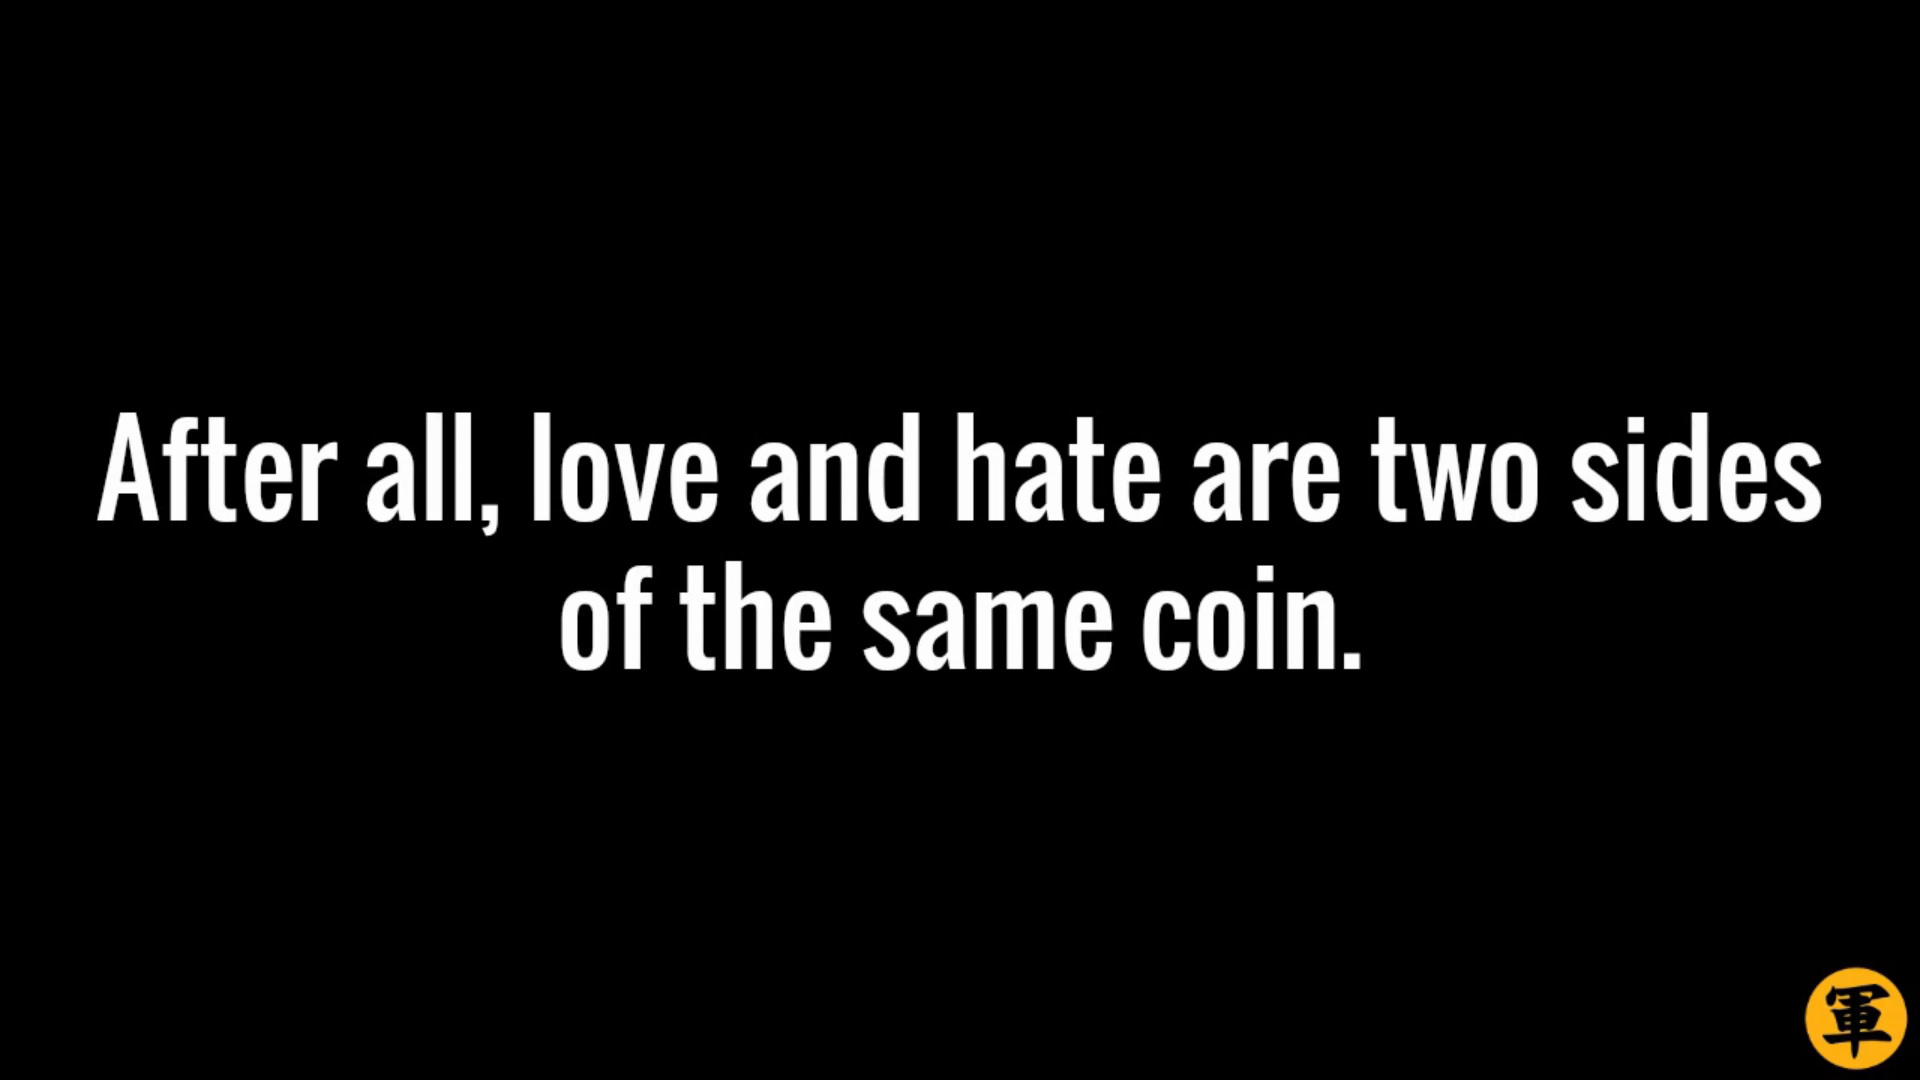 After all, love and hate are two sides
of the same coin.
軍